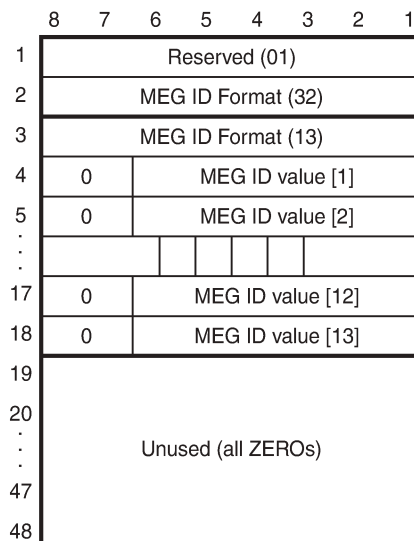 8 7 6 5 4 3 2 1
1 Reserved (01)
2 MEG ID Format (32)
3 MEG ID Format (13)
4 0 MEG ID value [1]
5 0 MEG ID value [2]
⋮
17 0 MEG ID value [12]
18 0 MEG ID value [13]
19
20
⋮ Unused (all ZEROs)
47
48